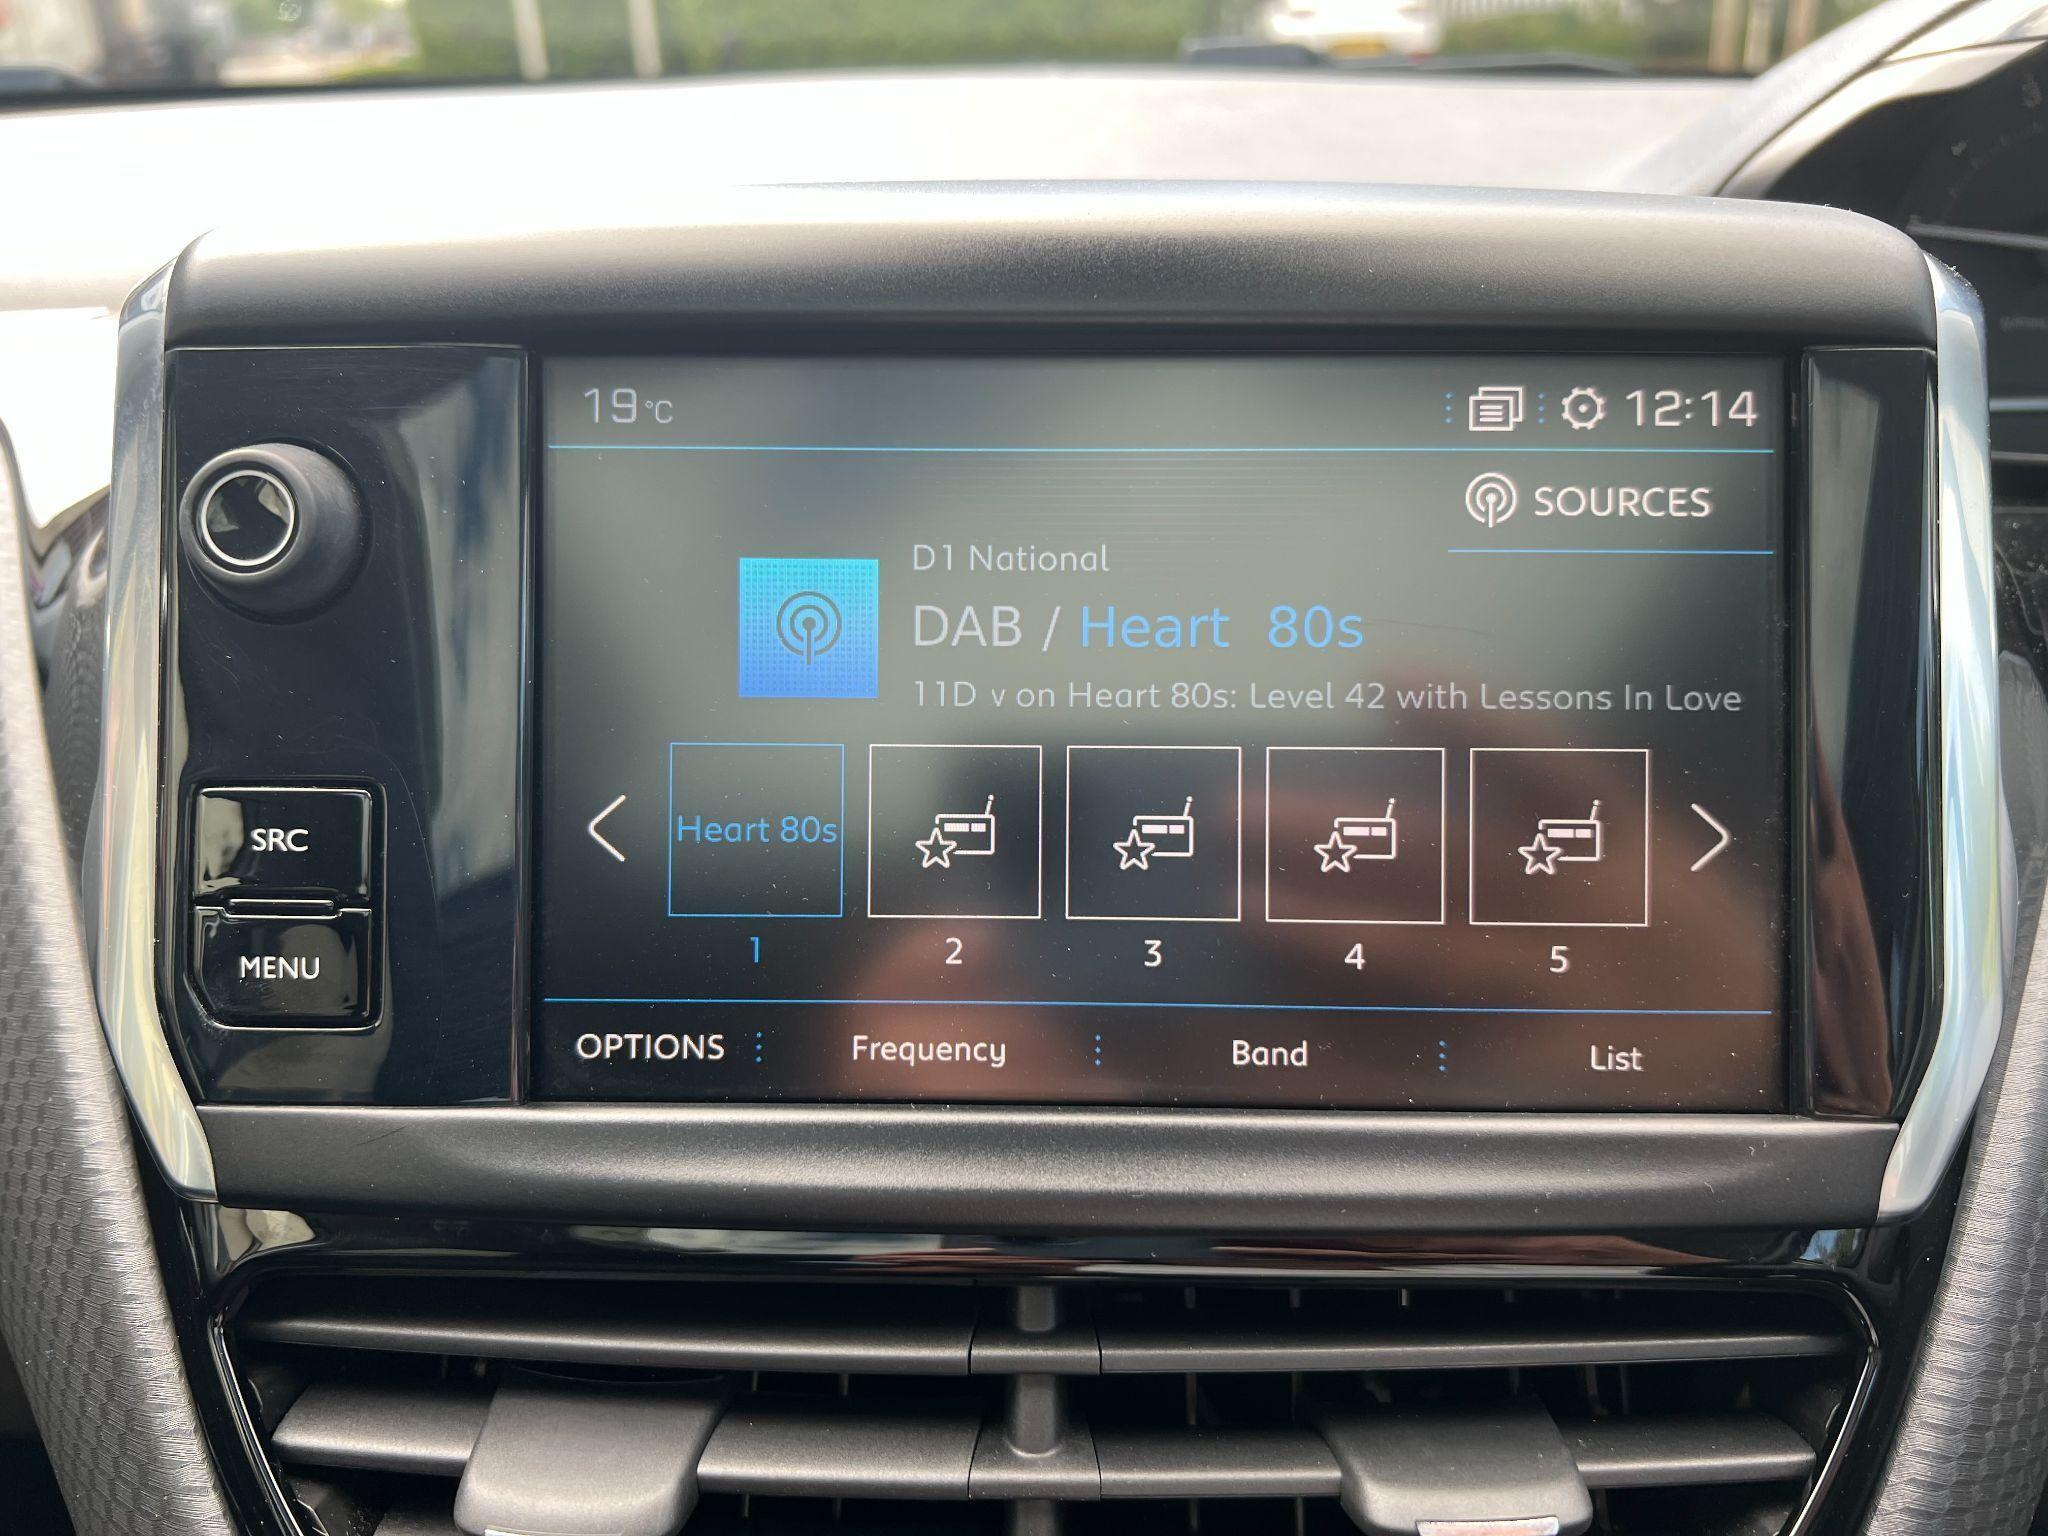 19 °C
12:14
SOURCES
D1 National
DAB / Heart 80s
11D v on Heart 80s: Level 42 with Lessons In Love
Heart 80s
1
2
3
4
5
OPTIONS
Frequency
Band
List
SRC
MENU